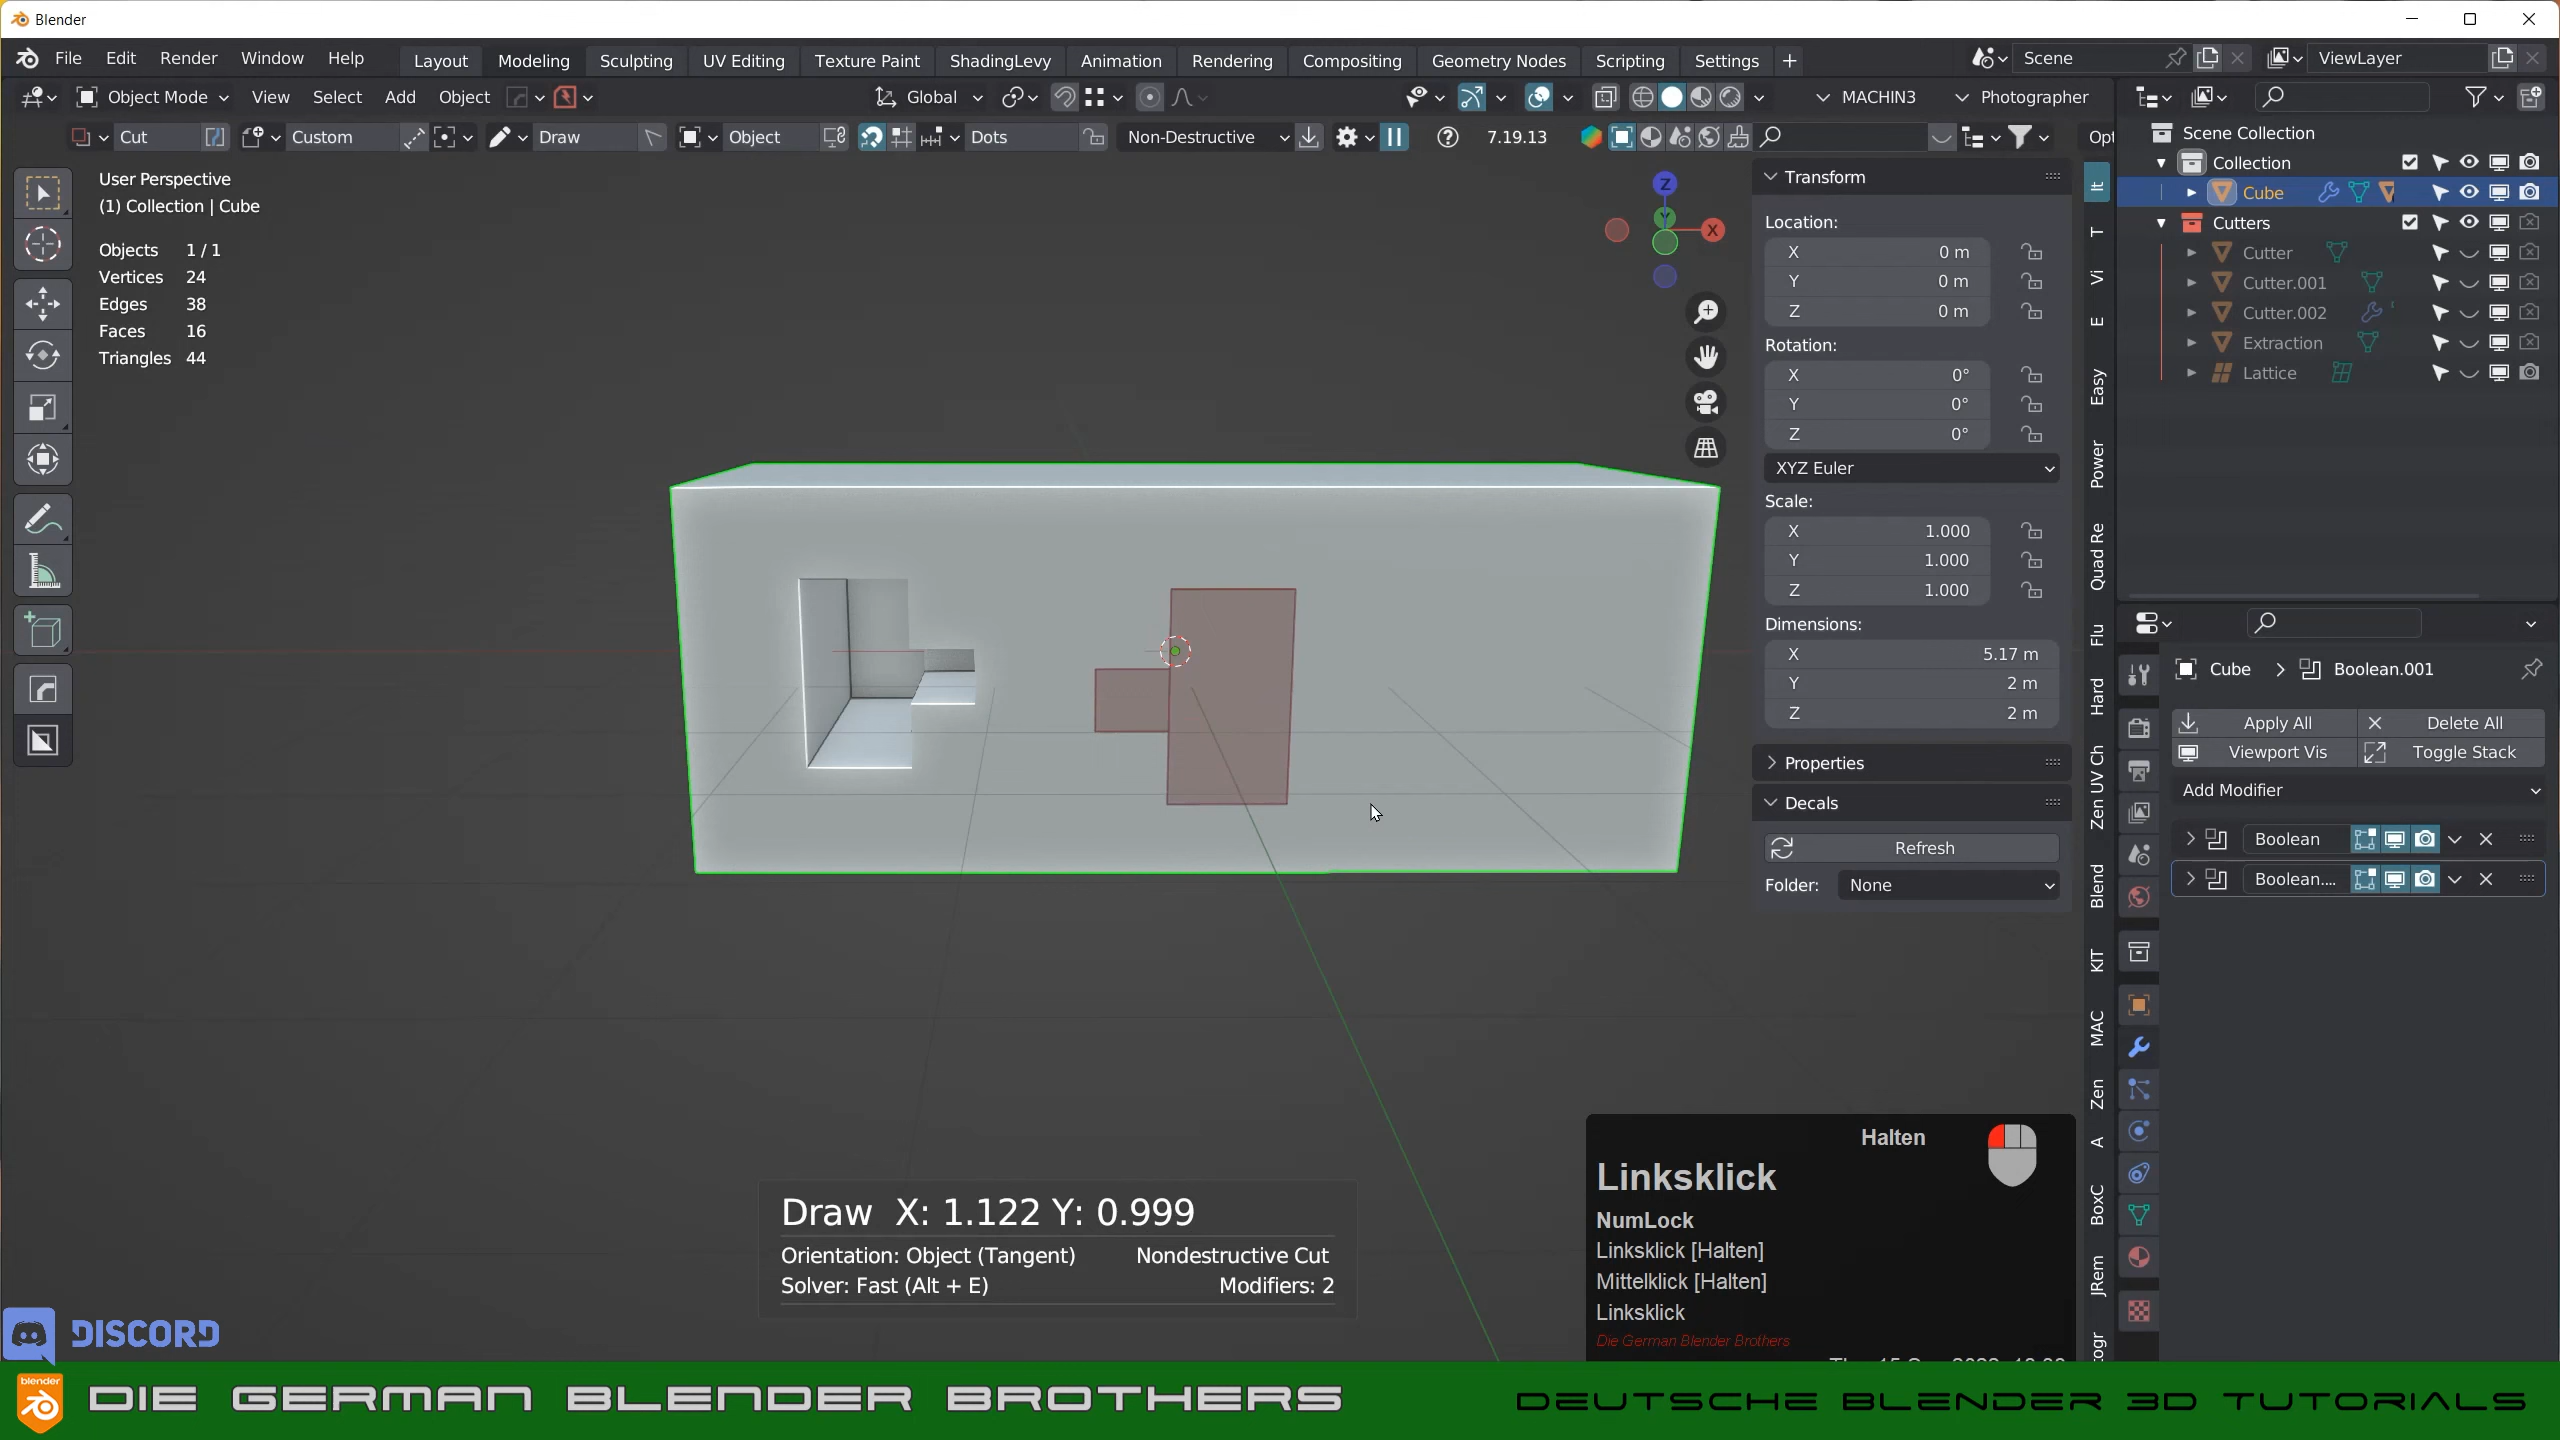 Blender
File Edit Render Window Help Layout Modeling Sculpting UV Editing Texture Paint ShadingLevy Animation Rendering Compositing Geometry Nodes Scripting Settings + Scene ViewLayer
Object Mode View Select Add Object Global MACHIN3 Photographer
Cut Custom Draw Object Dots Non-Destructive 7.19.13 Opt
User Perspective
(1) Collection | Cube
Objects 1 / 1
Vertices 24
Edges 38
Faces 16
Triangles 44
Z
X
Transform
Location:
X 0 m
Y 0 m
Z 0 m
Rotation:
X 0°
Y 0°
Z 0°
XYZ Euler
Scale:
X 1.000
Y 1.000
Z 1.000
Dimensions:
X 5.17 m
Y 2 m
Z 2 m
Properties
Decals
Refresh
Folder: None
It
T
Vi
E
Easy
Power
Quad Re
Flu
Hard
Zen UV Ch
Blend
KIT
MAC
Zen
A
BoxC
JRem
togr
Scene Collection
Collection
Cube
Cutters
Cutter
Cutter.001
Cutter.002
Extraction
Lattice
Cube > Boolean.001
Apply All Delete All
Viewport Vis Toggle Stack
Add Modifier
Boolean
Boolean....
Draw X: 1.122 Y: 0.999
Orientation: Object (Tangent) Nondestructive Cut
Solver: Fast (Alt + E) Modifiers: 2
Halten
Linksklick
NumLock
Linksklick [Halten]
Mittelklick [Halten]
Linksklick
Die German Blender Brothers
DISCORD
blender
DIE GERMAN BLENDER BROTHERS
DEUTSCHE BLENDER 3D TUTORIALS